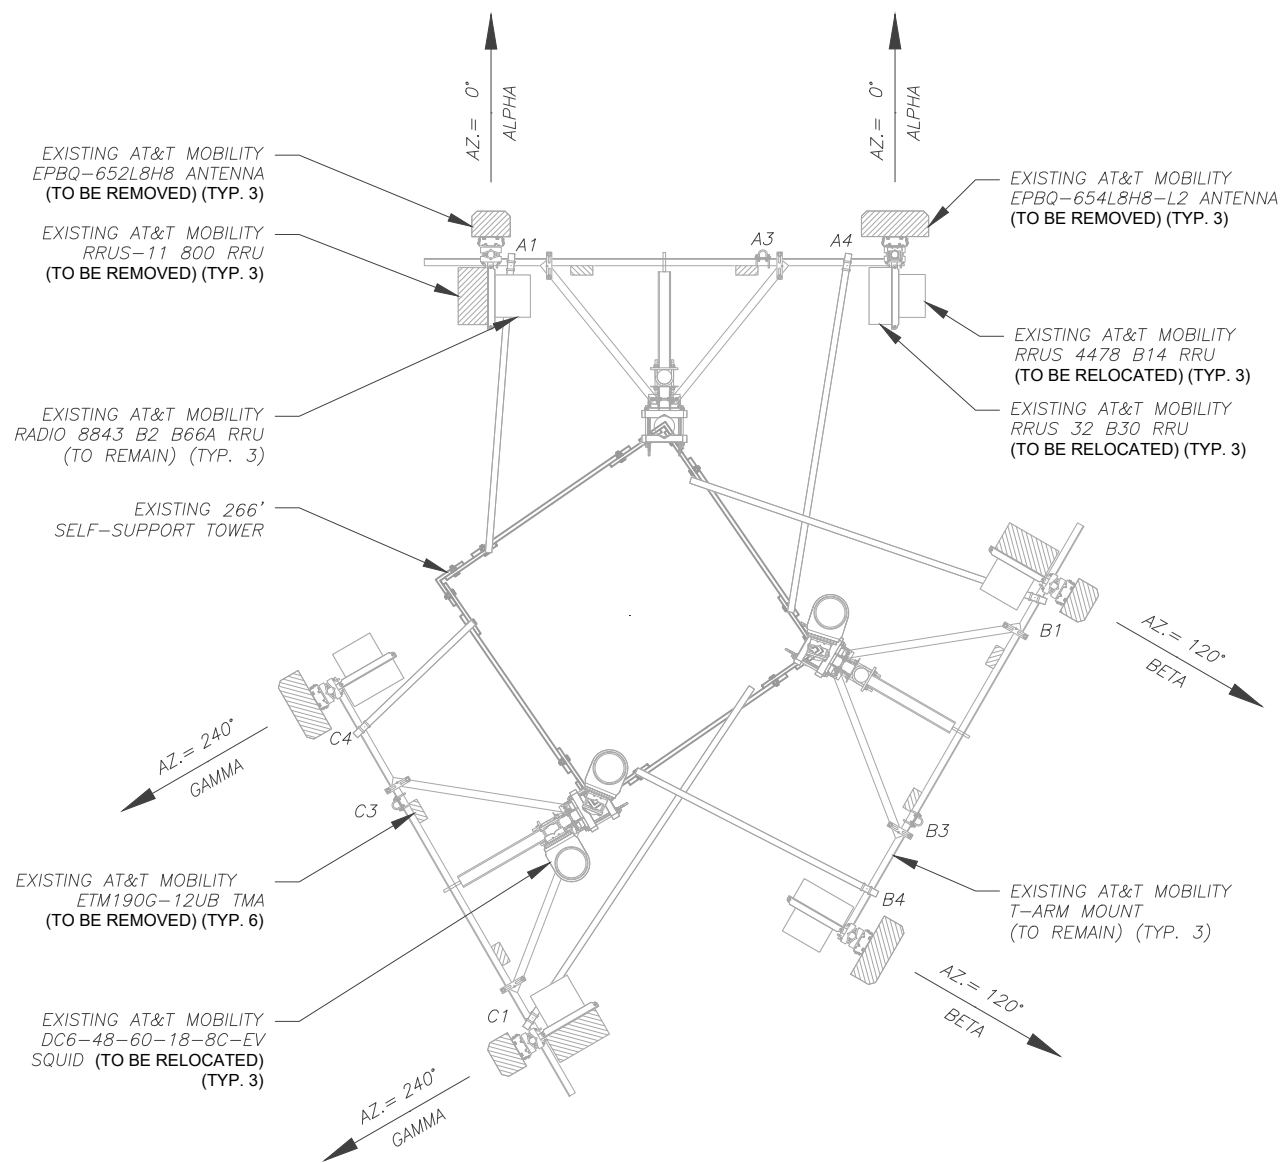 AZ.= 0°
ALPHA
AZ.= 0°
ALPHA
EXISTING AT&T MOBILITY
EPBQ-652L8H8 ANTENNA
(TO BE REMOVED) (TYP. 3)
EXISTING AT&T MOBILITY
RRUS-11 800 RRU
(TO BE REMOVED) (TYP. 3)
EXISTING AT&T MOBILITY
EPBQ-654L8H8-L2 ANTENNA
(TO BE REMOVED) (TYP. 3)
A1
A3
A4
EXISTING AT&T MOBILITY
RRUS 4478 B14 RRU
(TO BE RELOCATED) (TYP. 3)
EXISTING AT&T MOBILITY
RADIO 8843 B2 B66A RRU
(TO REMAIN) (TYP. 3)
EXISTING AT&T MOBILITY
RRUS 32 B30 RRU
(TO BE RELOCATED) (TYP. 3)
EXISTING 266'
SELF-SUPPORT TOWER
B1
AZ.= 120°
BETA
C4
AZ.= 240°
GAMMA
C3
B3
EXISTING AT&T MOBILITY
ETM190G-12UB TMA
(TO BE REMOVED) (TYP. 6)
B4
EXISTING AT&T MOBILITY
T-ARM MOUNT
(TO REMAIN) (TYP. 3)
AZ.= 120°
BETA
C1
EXISTING AT&T MOBILITY
DC6-48-60-18-8C-EV
SQUID (TO BE RELOCATED)
(TYP. 3)
AZ.= 240°
GAMMA